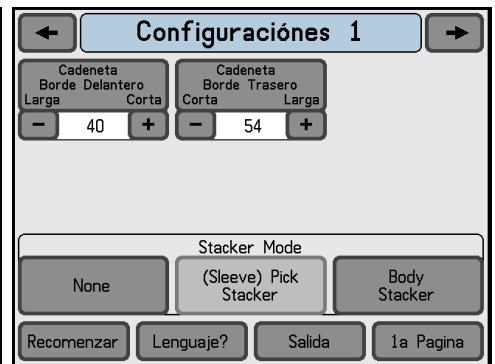 Configuraciónes 1
Cadeneta
Borde Delantero
Larga Corta
- 40 +
Cadeneta
Borde Trasero
Corta Larga
- 54 +
Stacker Mode
None
(Sleeve) Pick
Stacker
Body
Stacker
Recomenzar
Lenguaje?
Salida
1a Pagina